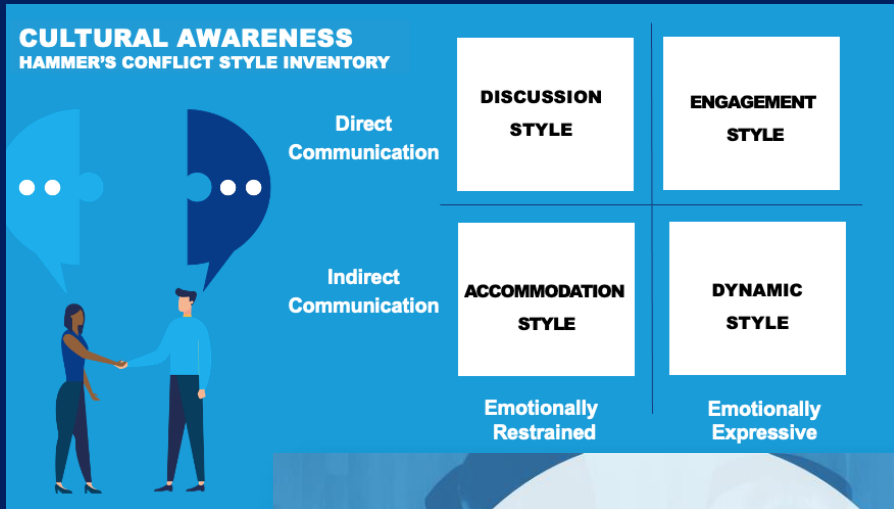 CULTURAL AWARENESS
HAMMER'S CONFLICT STYLE INVENTORY
Direct
Communication
DISCUSSION
STYLE
ENGAGEMENT
STYLE
Indirect
Communication
ACCOMMODATION
STYLE
DYNAMIC
STYLE
Emotionally
Restrained
Emotionally
Expressive